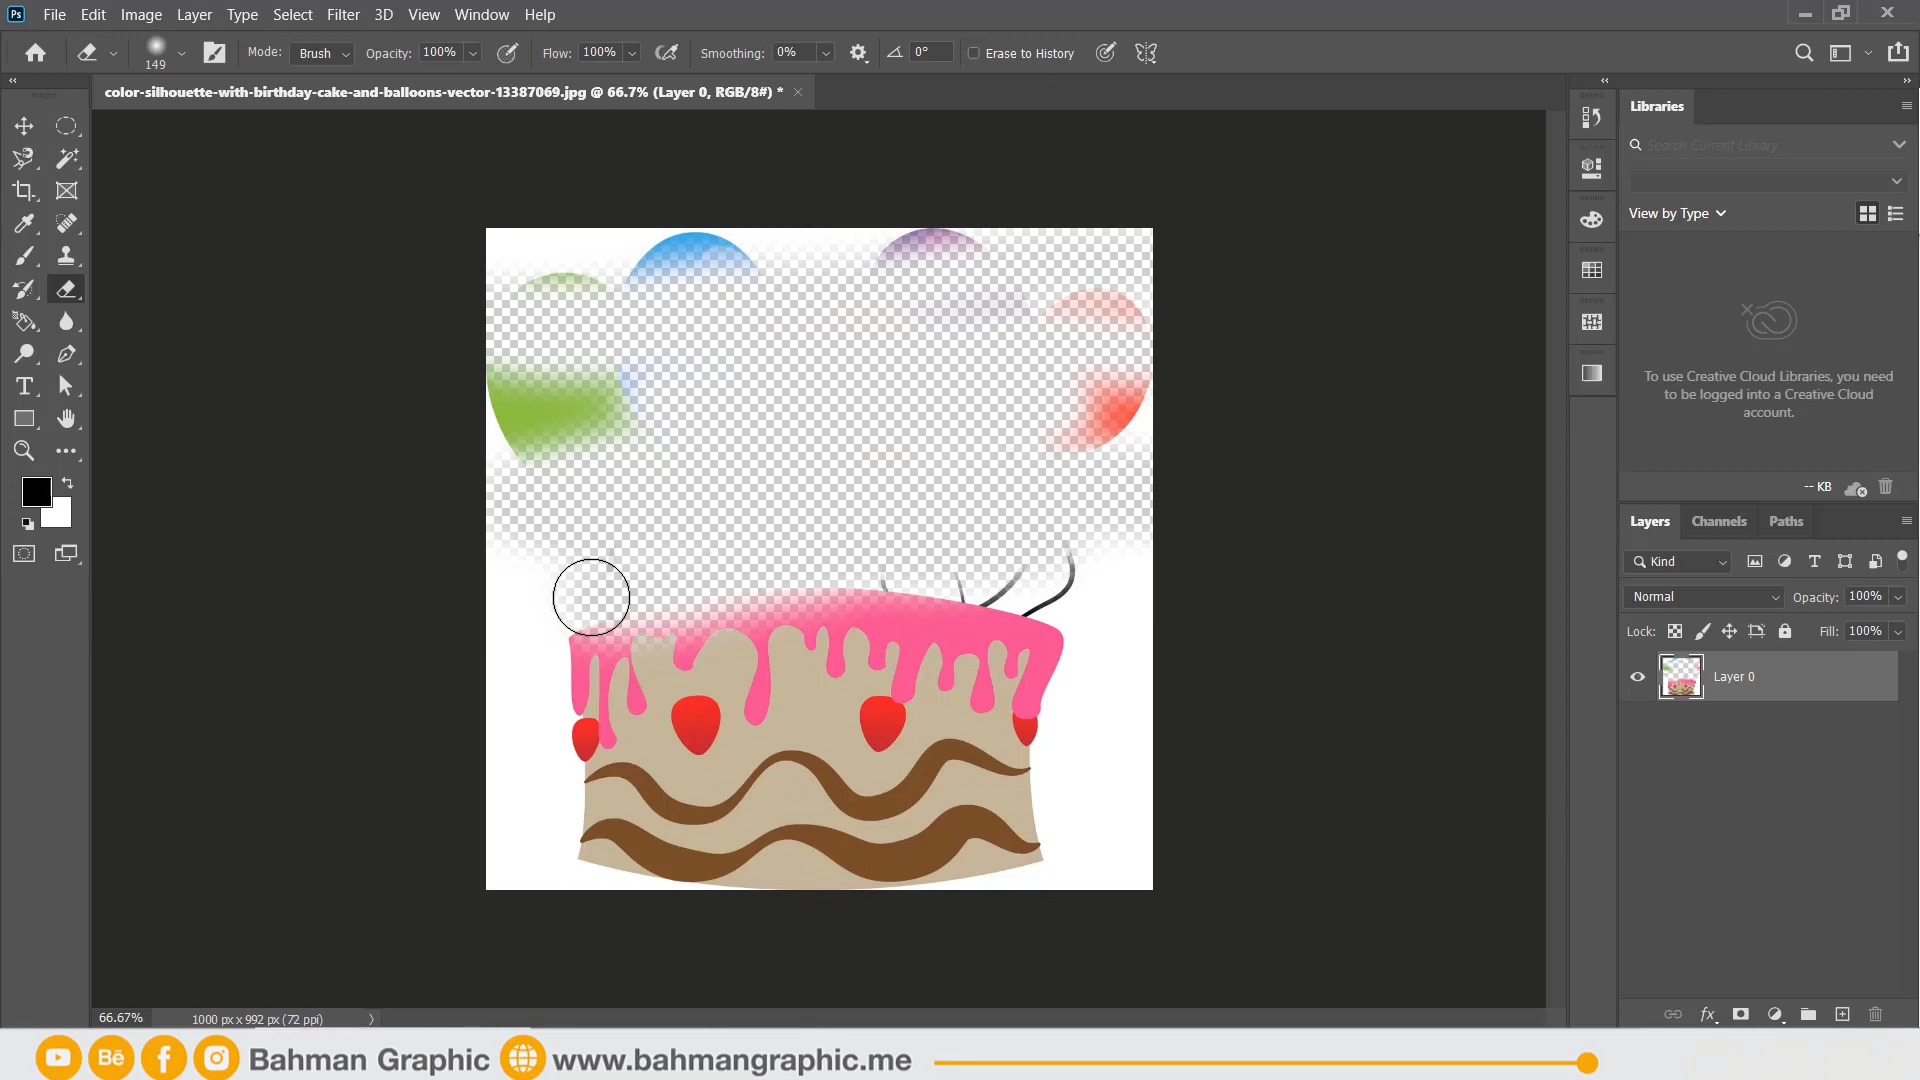 Ps File Edit Image Layer Type Select Filter 3D View Window Help
149 Mode: Brush Opacity: 100% Flow: 100% Smoothing: 0% 0° Erase to History
color-silhouette-with-birthday-cake-and-balloons-vector-13387069.jpg @ 66.7% (Layer 0, RGB/8#) * ×
Libraries
Search Current Library
View by Type
To use Creative Cloud Libraries, you need
to be logged into a Creative Cloud
account.
-- KB
Layers Channels Paths
Kind
Normal Opacity: 100%
Lock: Fill: 100%
Layer 0
fx
66.67% 1000 px x 992 px (72 ppi)
Bē Bahman Graphic www.bahmangraphic.me